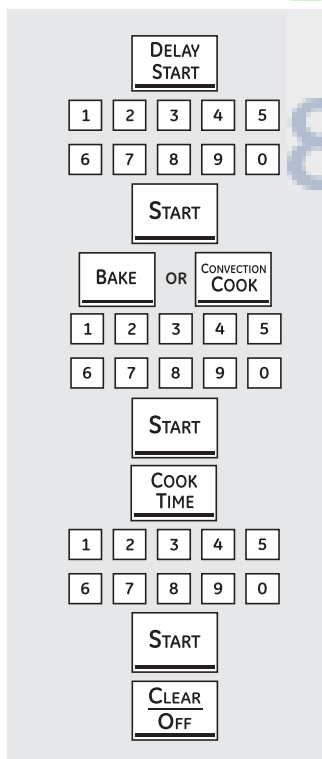 DELAY
START
1 2 3 4 5
6 7 8 9 0
START
BAKE OR CONVECTION COOK
1 2 3 4 5
6 7 8 9 0
START
COOK
TIME
1 2 3 4 5
6 7 8 9 0
START
CLEAR
OFF
8